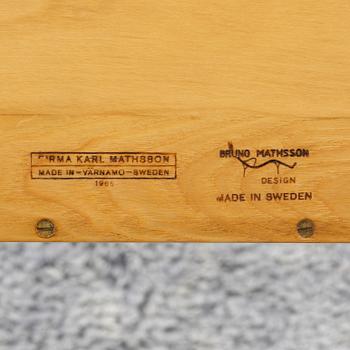 FIRMA KARL MATHSSON
MADE IN-VÄRNAMO-SWEDEN
1966
BRUNO MATHSSON
DESIGN
MADE IN SWEDEN